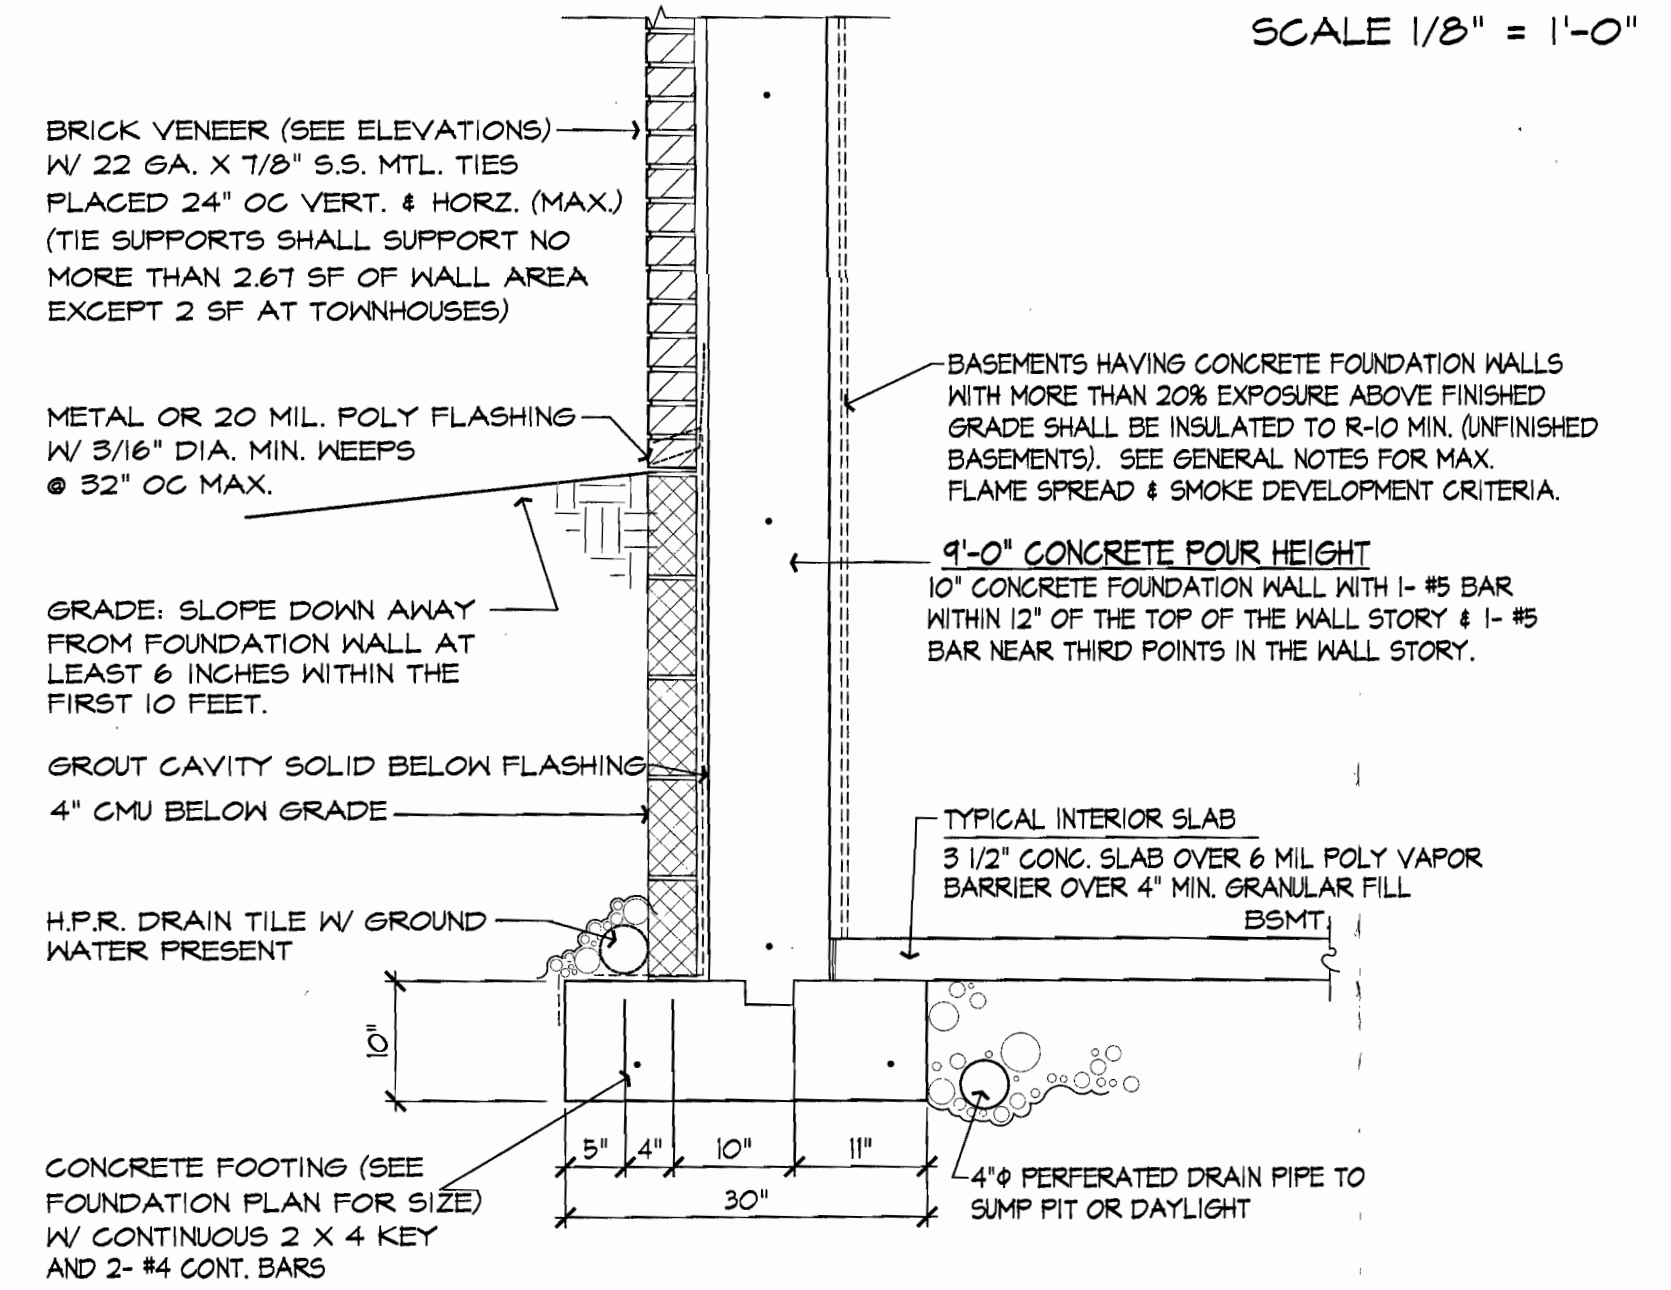 SCALE 1/8" = 1'-0"
BRICK VENEER (SEE ELEVATIONS)
W/ 22 GA. X 7/8" S.S. MTL. TIES
PLACED 24" OC VERT. & HORZ. (MAX.)
(TIE SUPPORTS SHALL SUPPORT NO
MORE THAN 2.67 SF OF WALL AREA
EXCEPT 2 SF AT TOWNHOUSES)
METAL OR 20 MIL. POLY FLASHING
W/ 3/16" DIA. MIN. WEEPS
@ 32" OC MAX.
GRADE: SLOPE DOWN AWAY
FROM FOUNDATION WALL AT
LEAST 6 INCHES WITHIN THE
FIRST 10 FEET.
GROUT CAVITY SOLID BELOW FLASHING
4" CMU BELOW GRADE
H.P.R. DRAIN TILE W/ GROUND
WATER PRESENT
10"
CONCRETE FOOTING (SEE
FOUNDATION PLAN FOR SIZE)
W/ CONTINUOUS 2 X 4 KEY
AND 2- #4 CONT. BARS
5" 4" 10" 11"
30"
BASEMENTS HAVING CONCRETE FOUNDATION WALLS
WITH MORE THAN 20% EXPOSURE ABOVE FINISHED
GRADE SHALL BE INSULATED TO R-10 MIN. (UNFINISHED
BASEMENTS). SEE GENERAL NOTES FOR MAX.
FLAME SPREAD & SMOKE DEVELOPMENT CRITERIA.
9'-0" CONCRETE POUR HEIGHT
10" CONCRETE FOUNDATION WALL WITH 1- #5 BAR
WITHIN 12" OF THE TOP OF THE WALL STORY & 1- #5
BAR NEAR THIRD POINTS IN THE WALL STORY.
TYPICAL INTERIOR SLAB
3 1/2" CONC. SLAB OVER 6 MIL POLY VAPOR
BARRIER OVER 4" MIN. GRANULAR FILL
BSMT.
4"Φ PERFERATED DRAIN PIPE TO
SUMP PIT OR DAYLIGHT